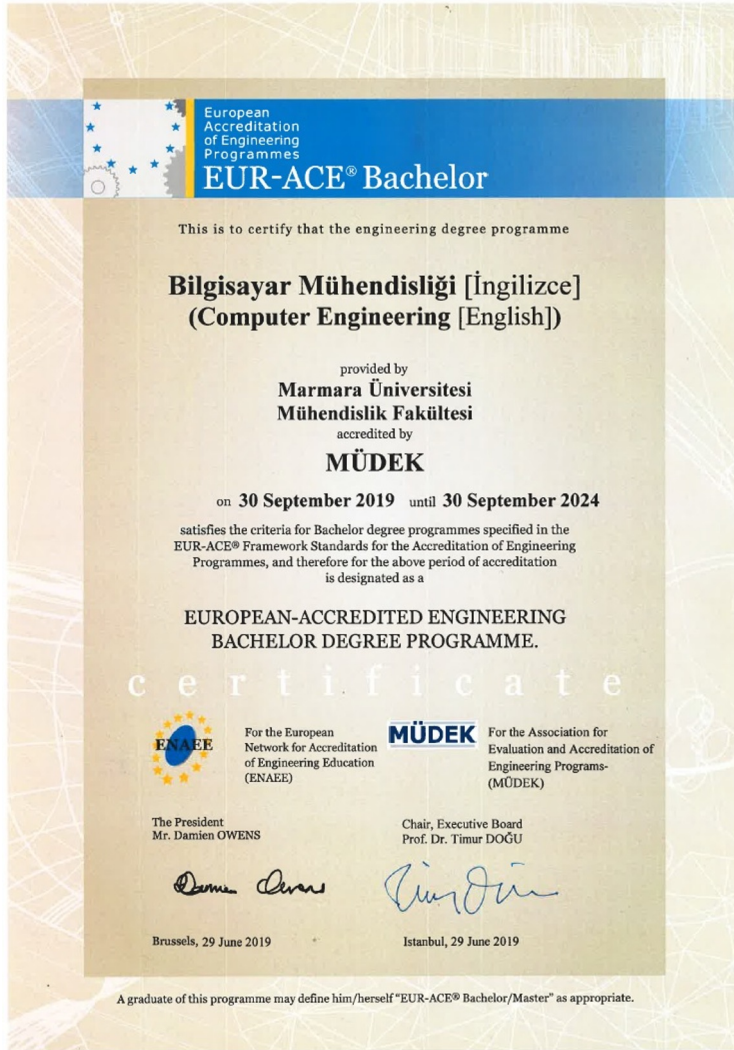 European
Accreditation
of Engineering
Programmes
EUR-ACE® Bachelor
This is to certify that the engineering degree programme
Bilgisayar Mühendisliği [İngilizce]
(Computer Engineering [English])
provided by
Marmara Üniversitesi
Mühendislik Fakültesi
accredited by
MÜDEK
on 30 September 2019 until 30 September 2024
satisfies the criteria for Bachelor degree programmes specified in the
EUR-ACE® Framework Standards for the Accreditation of Engineering
Programmes, and therefore for the above period of accreditation
is designated as a
EUROPEAN-ACCREDITED ENGINEERING
BACHELOR DEGREE PROGRAMME.
certificate
ENAEE
For the European
Network for Accreditation
of Engineering Education
(ENAEE)
MÜDEK
For the Association for
Evaluation and Accreditation of
Engineering Programs-
(MÜDEK)
The President
Mr. Damien OWENS
Chair, Executive Board
Prof. Dr. Timur DOĞU
Damien Owens
Brussels, 29 June 2019
Istanbul, 29 June 2019
A graduate of this programme may define him/herself "EUR-ACE® Bachelor/Master" as appropriate.